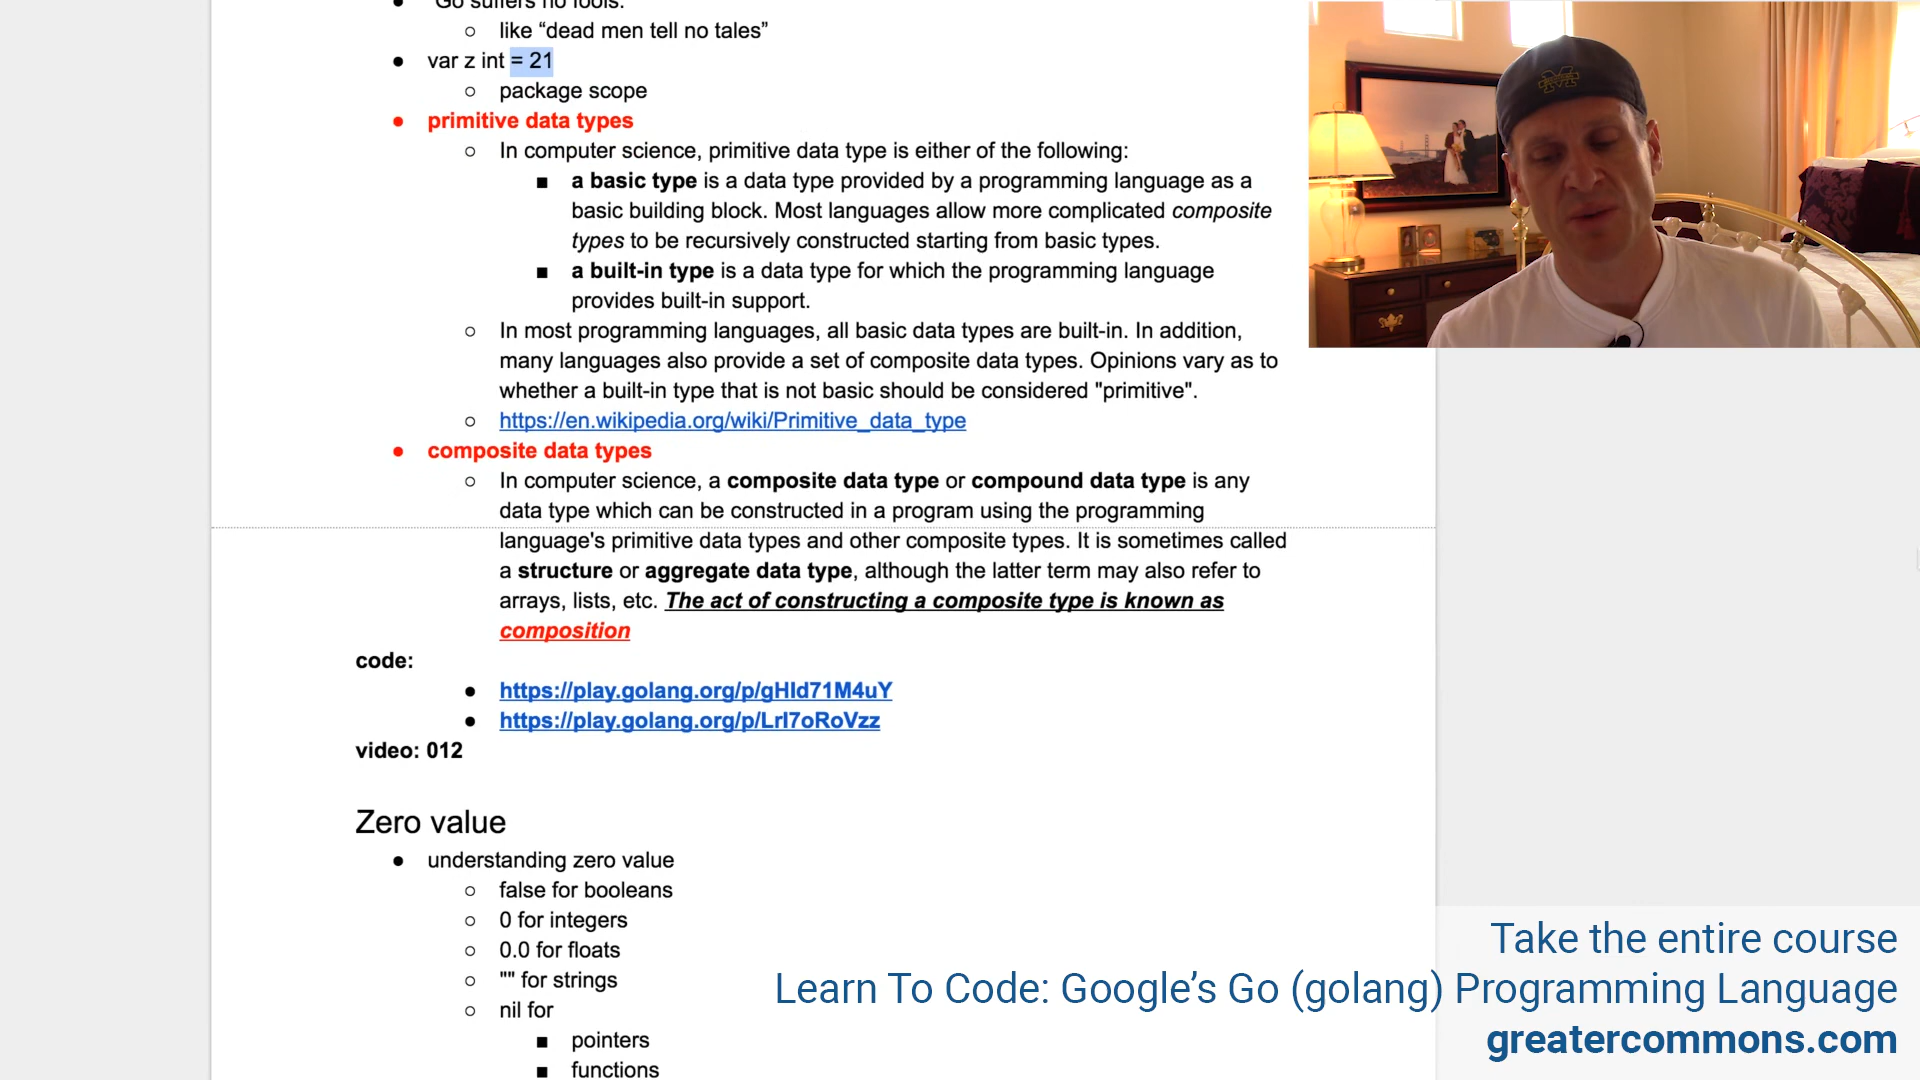 "Go suffers no fools."
like “dead men tell no tales”
var z int = 21
package scope
primitive data types
In computer science, primitive data type is either of the following:
a basic type is a data type provided by a programming language as a
basic building block. Most languages allow more complicated composite
types to be recursively constructed starting from basic types.
a built-in type is a data type for which the programming language
provides built-in support.
In most programming languages, all basic data types are built-in. In addition,
many languages also provide a set of composite data types. Opinions vary as to
whether a built-in type that is not basic should be considered "primitive".
https://en.wikipedia.org/wiki/Primitive_data_type
composite data types
In computer science, a composite data type or compound data type is any
data type which can be constructed in a program using the programming
language's primitive data types and other composite types. It is sometimes called
a structure or aggregate data type, although the latter term may also refer to
arrays, lists, etc. The act of constructing a composite type is known as
composition
code:
https://play.golang.org/p/gHId71M4uY
https://play.golang.org/p/LrI7oRoVzz
video: 012
Zero value
understanding zero value
false for booleans
0 for integers
0.0 for floats
"" for strings
nil for
pointers
functions
Take the entire course
Learn To Code: Google’s Go (golang) Programming Language
greatercommons.com
M